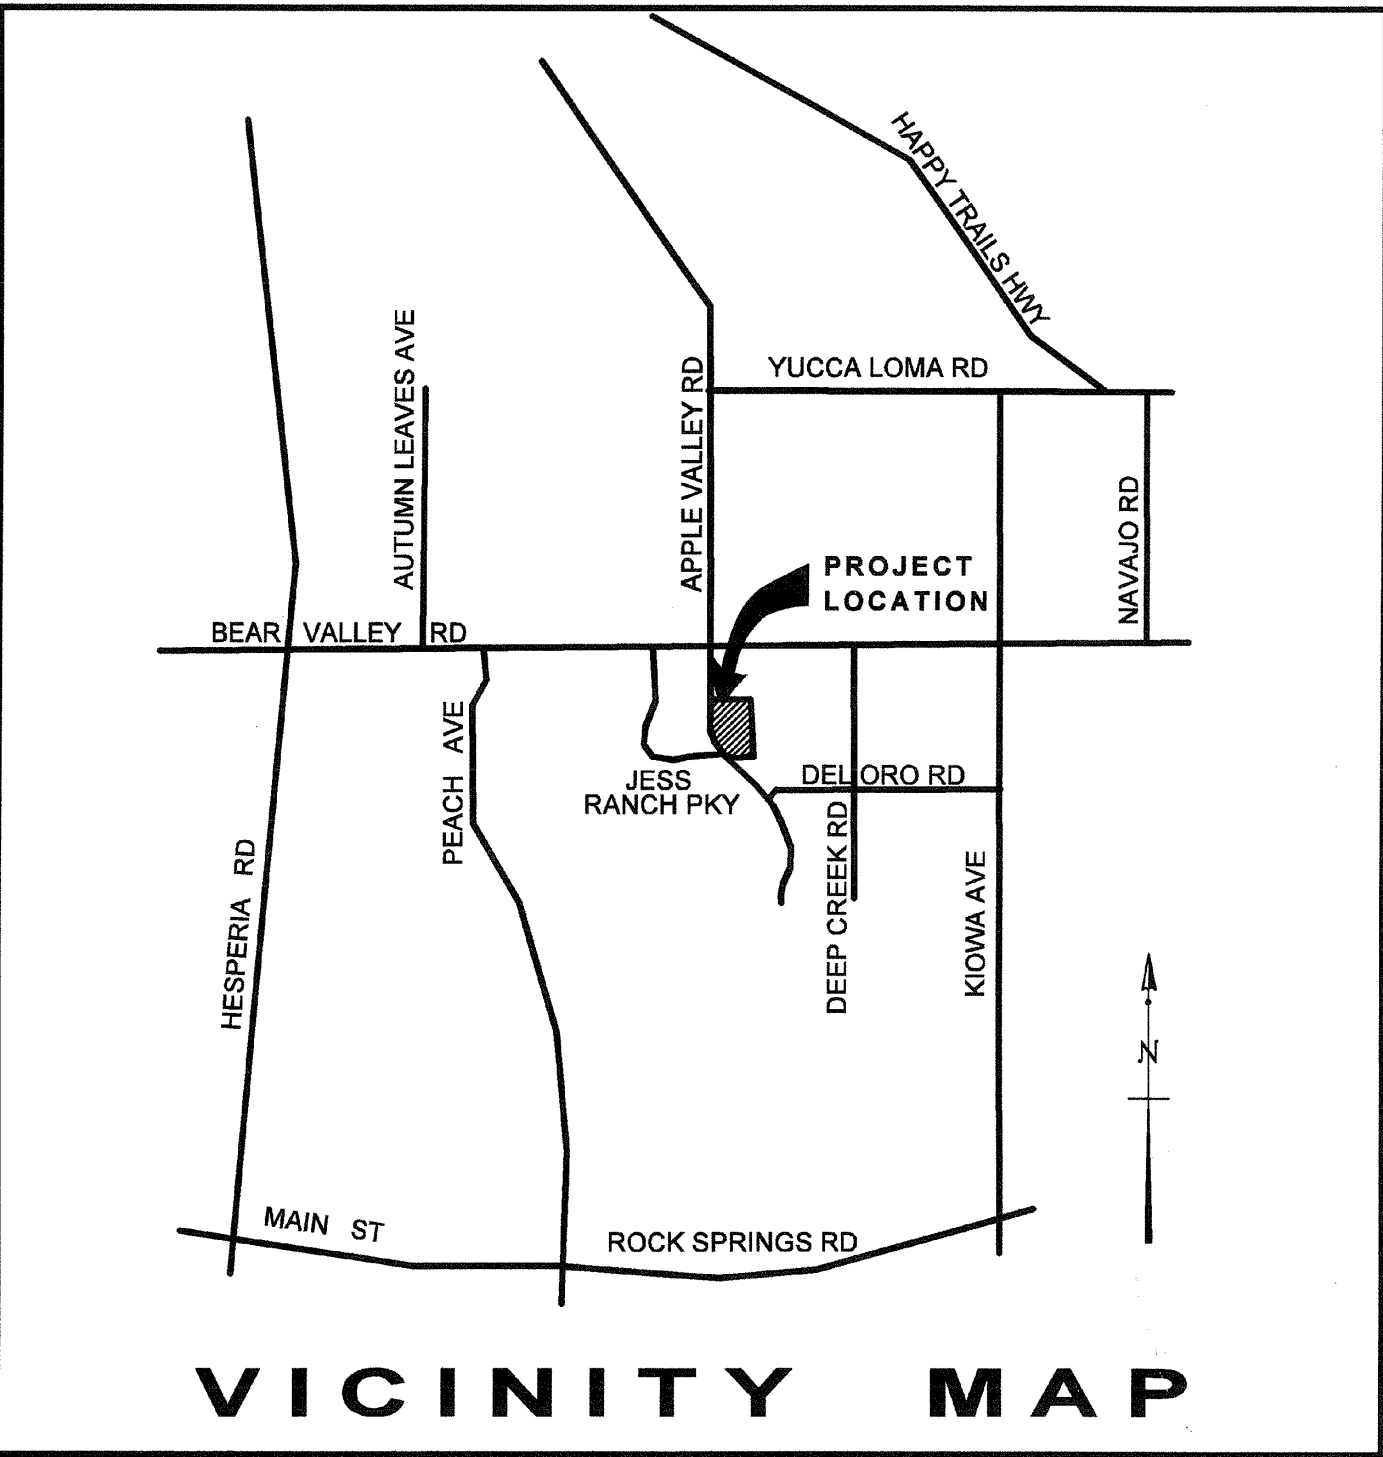 HAPPY TRAILS HWY
YUCCA LOMA RD
AUTUMN LEAVES AVE
APPLE VALLEY RD
NAVAJO RD
PROJECT
LOCATION
BEAR VALLEY RD
PEACH AVE
JESS
RANCH PKY
DEL ORO RD
HESPERIA RD
DEEP CREEK RD
KIOWA AVE
N
MAIN ST
ROCK SPRINGS RD
VICINITY MAP